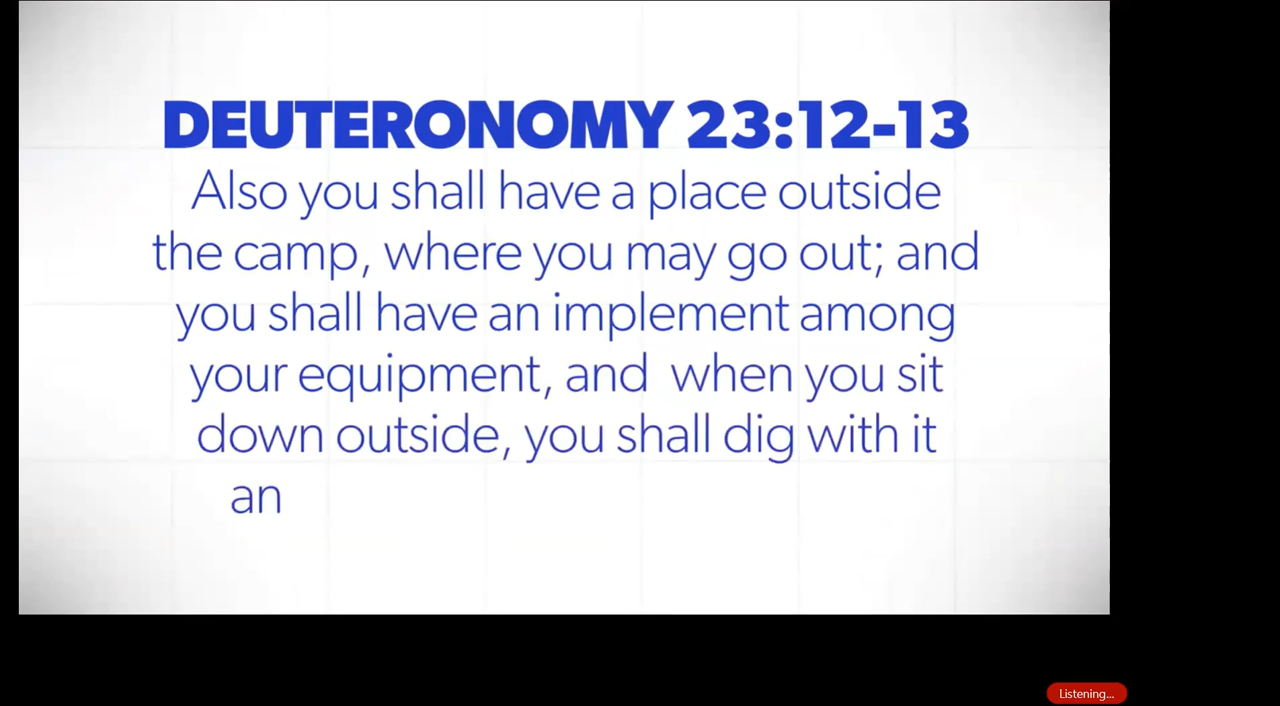 DEUTERONOMY 23:12-13
Also you shall have a place outside
the camp, where you may go out; and
you shall have an implement among
your equipment, and  when you sit
down outside, you shall dig with it
an
Listening...